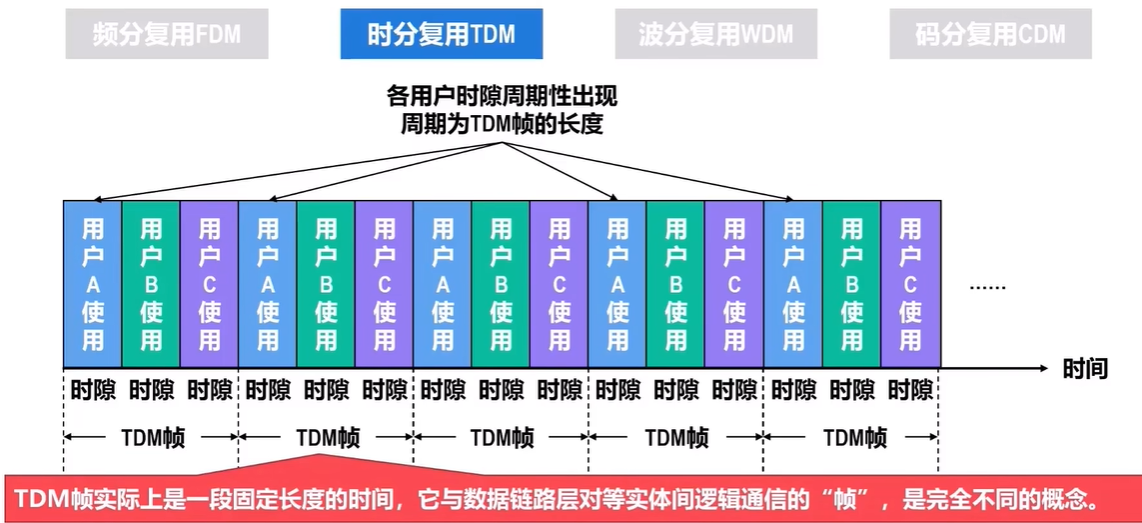 频分复用FDM 时分复用TDM 波分复用WDM 码分复用CDM
各用户时隙周期性出现
周期为TDM帧的长度
用户A使用 用户B使用 用户C使用 用户A使用 用户B使用 用户C使用 用户A使用 用户B使用 用户C使用 用户A使用 用户B使用 用户C使用 用户A使用 用户B使用 用户C使用 ……
时间
时隙 时隙 时隙 时隙 时隙 时隙 时隙 时隙 时隙 时隙 时隙 时隙 时隙 时隙 时隙
TDM帧 TDM帧 TDM帧 TDM帧 TDM帧
TDM帧实际上是一段固定长度的时间，它与数据链路层对等实体间逻辑通信的“帧”，是完全不同的概念。